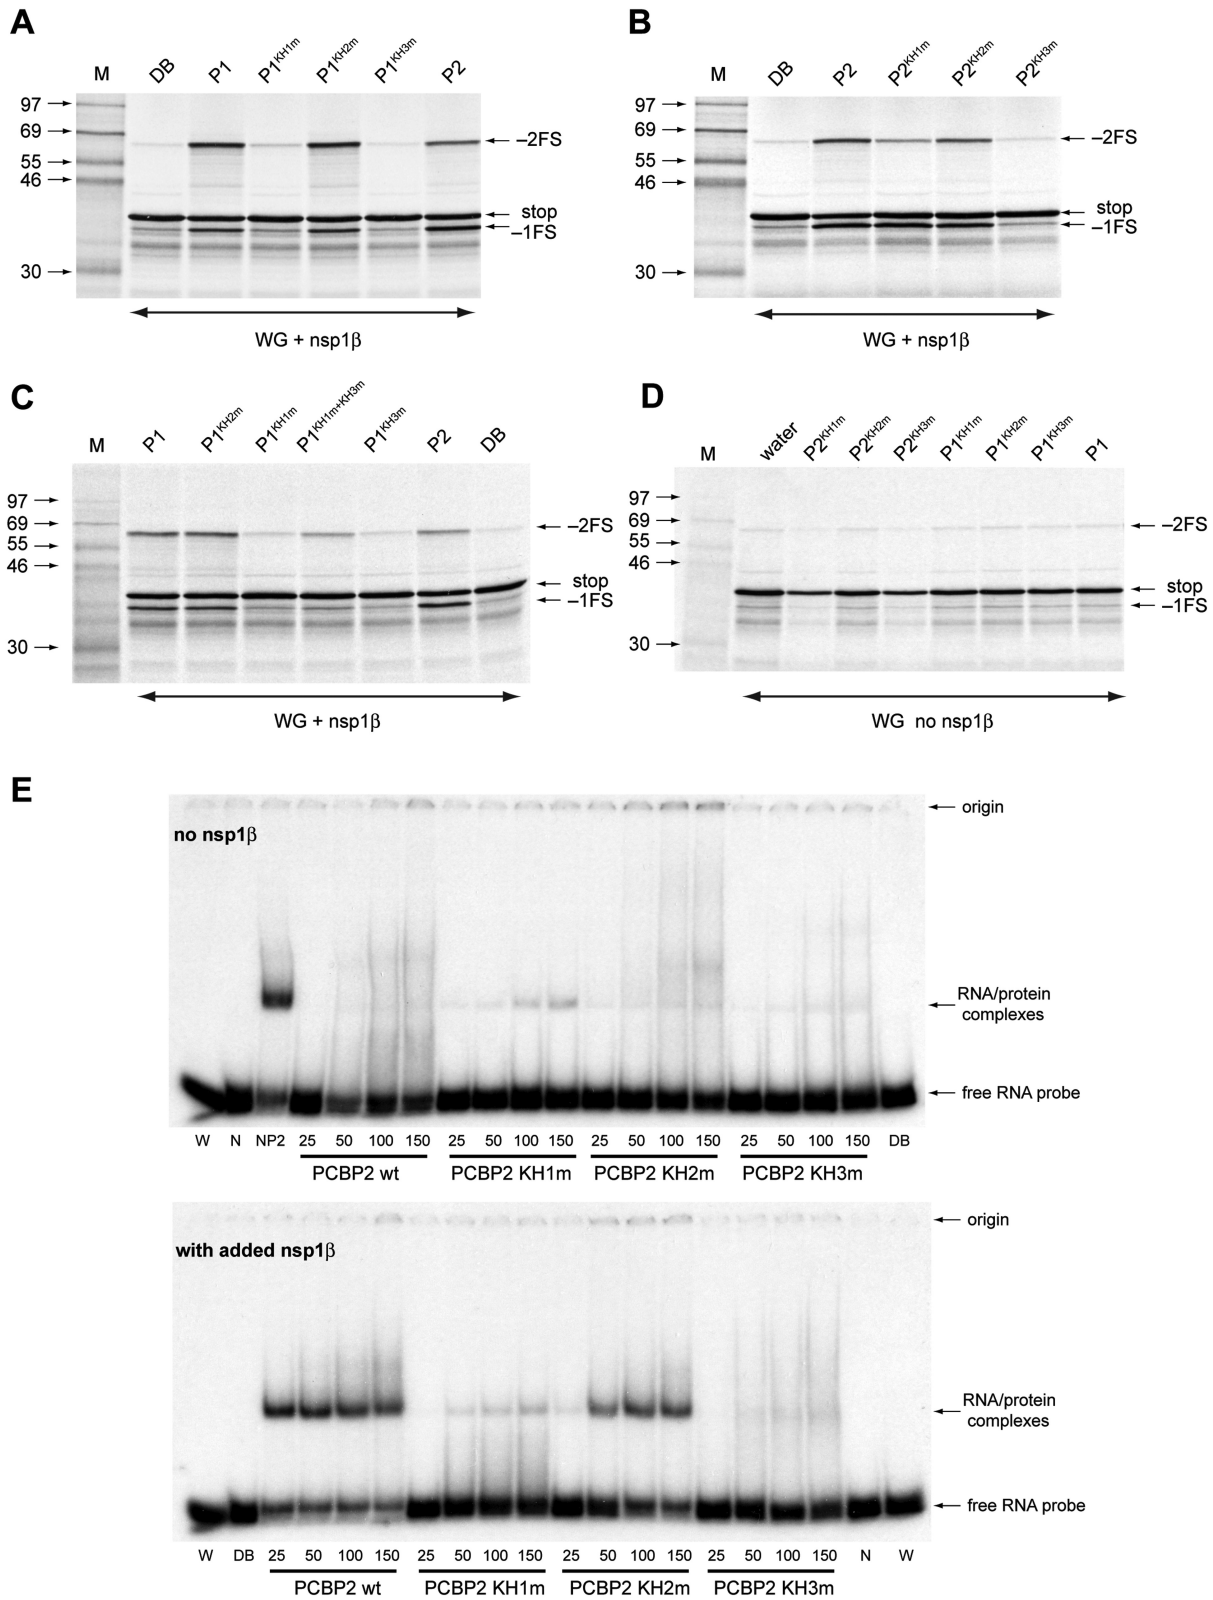 A
M DB P1 P1KH1m P1KH2m P1KH3m P2
97
69
55
46
30
–2FS
stop
–1FS
WG + nsp1β
B
M DB P2 P2KH1m P2KH2m P2KH3m
97
69
55
46
30
–2FS
stop
–1FS
WG + nsp1β
C
M P1 P1KH2m P1KH1m P1KH1m+KH3m P1KH3m P2 DB
97
69
55
46
30
–2FS
stop
–1FS
WG + nsp1β
D
M water P2KH1m P2KH2m P2KH3m P1KH1m P1KH2m P1KH3m P1
97
69
55
46
30
–2FS
stop
–1FS
WG no nsp1β
E
no nsp1β
origin
RNA/protein
complexes
free RNA probe
W N NP2 25 50 100 150 25 50 100 150 25 50 100 150 25 50 100 150 DB
PCBP2 wt PCBP2 KH1m PCBP2 KH2m PCBP2 KH3m
with added nsp1β
origin
RNA/protein
complexes
free RNA probe
W DB 25 50 100 150 25 50 100 150 25 50 100 150 25 50 100 150 N W
PCBP2 wt PCBP2 KH1m PCBP2 KH2m PCBP2 KH3m